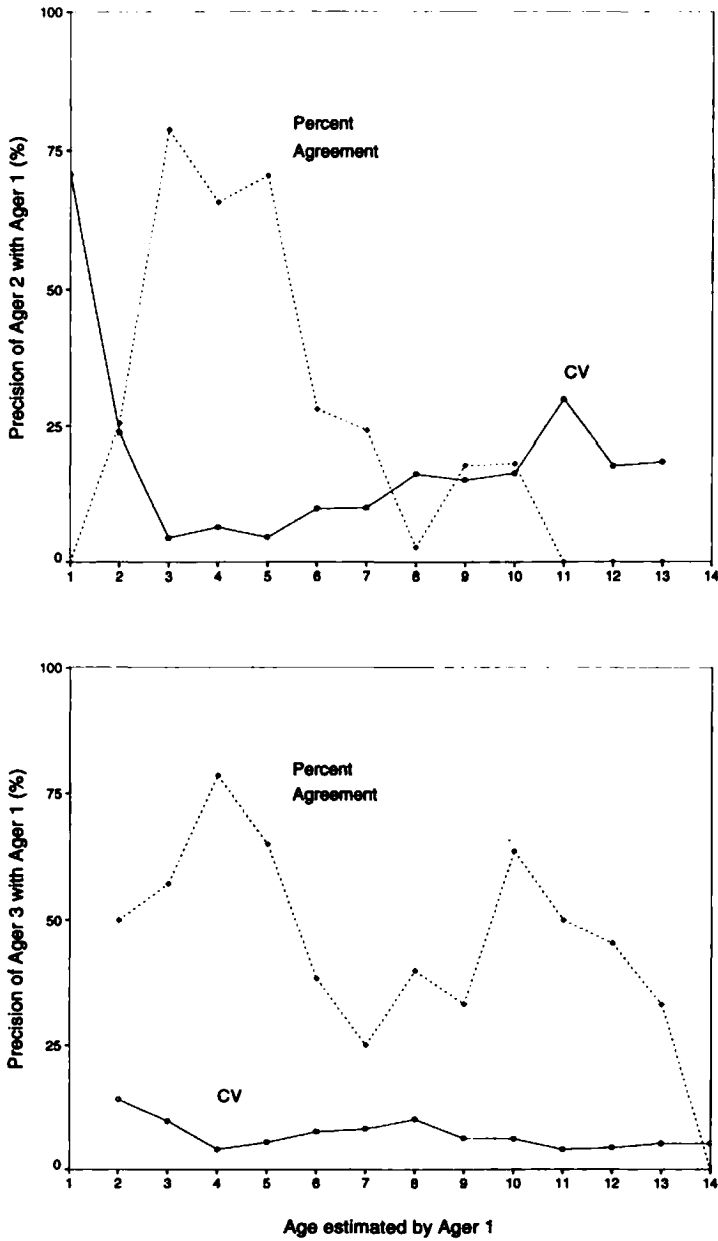 100
75
50
25
0
Precision of Ager 2 with Ager 1 (%)
Percent
Agreement
CV
1 2 3 4 5 6 7 8 9 10 11 12 13 14
100
75
50
25
0
Precision of Ager 3 with Ager 1 (%)
Percent
Agreement
CV
1 2 3 4 5 6 7 8 9 10 11 12 13 14
Age estimated by Ager 1